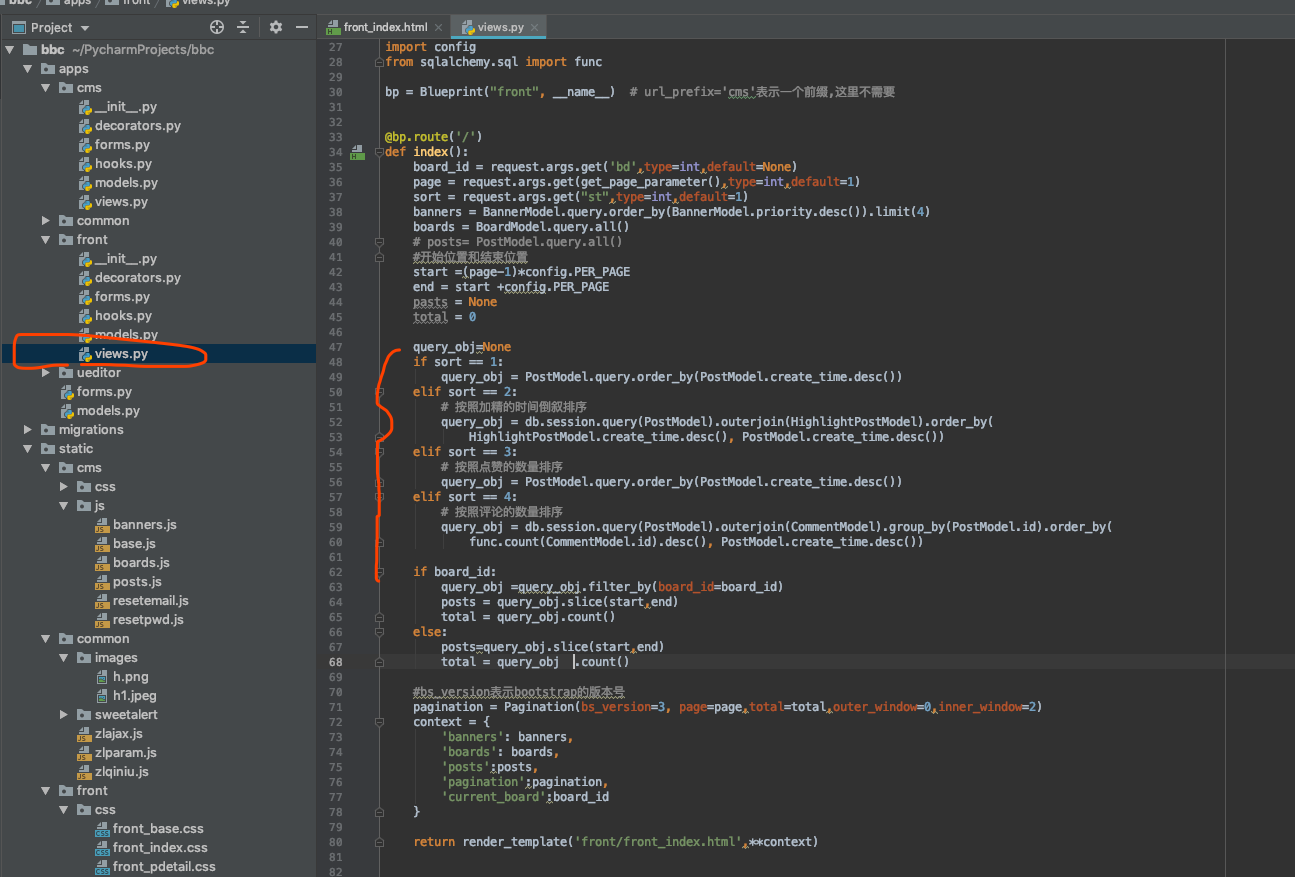 bbc
apps
front
views.py
Project
bbc ~/PycharmProjects/bbc
apps
cms
__init__.py
decorators.py
forms.py
hooks.py
models.py
views.py
common
front
__init__.py
decorators.py
forms.py
hooks.py
models.py
views.py
ueditor
forms.py
models.py
migrations
static
cms
css
js
banners.js
base.js
boards.js
posts.js
resetemail.js
resetpwd.js
common
images
h.png
h1.jpeg
sweetalert
zlajax.js
zlparam.js
zlqiniu.js
front
css
front_base.css
front_index.css
front_pdetail.css
front_index.html
views.py
27 import config
28 from sqlalchemy.sql import func
29
30 bp = Blueprint("front", __name__)  # url_prefix='cms'表示一个前缀,这里不需要
31
32
33 @bp.route('/')
34 def index():
35 board_id = request.args.get('bd',type=int,default=None)
36 page = request.args.get(get_page_parameter(),type=int,default=1)
37 sort = request.args.get("st",type=int,default=1)
38 banners = BannerModel.query.order_by(BannerModel.priority.desc()).limit(4)
39 boards = BoardModel.query.all()
40 # posts= PostModel.query.all()
41 #开始位置和结束位置
42 start =(page-1)*config.PER_PAGE
43 end = start +config.PER_PAGE
44 pasts = None
45 total = 0
46
47 query_obj=None
48 if sort == 1:
49 query_obj = PostModel.query.order_by(PostModel.create_time.desc())
50 elif sort == 2:
51 # 按照加精的时间倒叙排序
52 query_obj = db.session.query(PostModel).outerjoin(HighlightPostModel).order_by(
53 HighlightPostModel.create_time.desc(), PostModel.create_time.desc())
54 elif sort == 3:
55 # 按照点赞的数量排序
56 query_obj = PostModel.query.order_by(PostModel.create_time.desc())
57 elif sort == 4:
58 # 按照评论的数量排序
59 query_obj = db.session.query(PostModel).outerjoin(CommentModel).group_by(PostModel.id).order_by(
60 func.count(CommentModel.id).desc(), PostModel.create_time.desc())
61
62 if board_id:
63 query_obj =query_obj.filter_by(board_id=board_id)
64 posts = query_obj.slice(start,end)
65 total = query_obj.count()
66 else:
67 posts=query_obj.slice(start,end)
68 total = query_obj  .count()
69
70 #bs_version表示bootstrap的版本号
71 pagination = Pagination(bs_version=3, page=page,total=total,outer_window=0,inner_window=2)
72 context = {
73 'banners': banners,
74 'boards': boards,
75 'posts':posts,
76 'pagination':pagination,
77 'current_board':board_id
78 }
79
80 return render_template('front/front_index.html',**context)
81
82